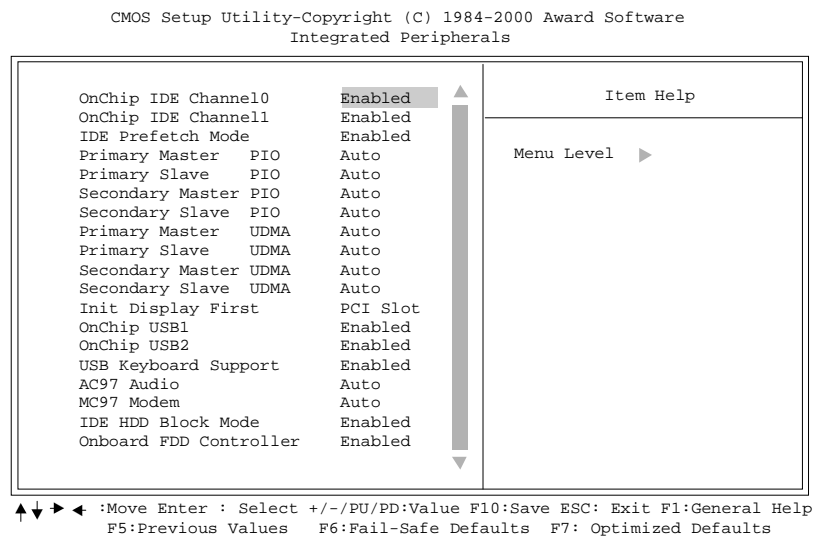 CMOS Setup Utility-Copyright (C) 1984-2000 Award Software
Integrated Peripherals
OnChip IDE Channel0 Enabled
OnChip IDE Channel1 Enabled
IDE Prefetch Mode Enabled
Primary Master PIO Auto
Primary Slave PIO Auto
Secondary Master PIO Auto
Secondary Slave PIO Auto
Primary Master UDMA Auto
Primary Slave UDMA Auto
Secondary Master UDMA Auto
Secondary Slave UDMA Auto
Init Display First PCI Slot
OnChip USB1 Enabled
OnChip USB2 Enabled
USB Keyboard Support Enabled
AC97 Audio Auto
MC97 Modem Auto
IDE HDD Block Mode Enabled
Onboard FDD Controller Enabled
Item Help
Menu Level
:Move Enter : Select +/-/PU/PD:Value F10:Save ESC: Exit F1:General Help
F5:Previous Values F6:Fail-Safe Defaults F7: Optimized Defaults